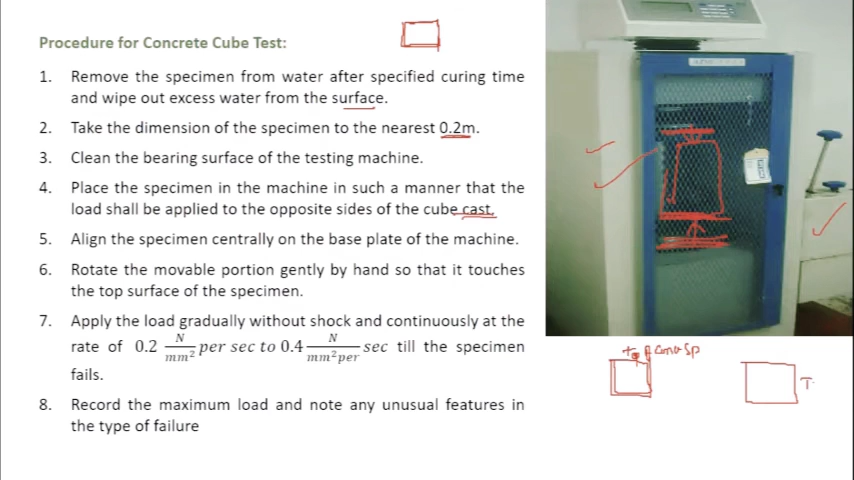 Procedure for Concrete Cube Test:
1. Remove the specimen from water after specified curing time
and wipe out excess water from the surface.
2. Take the dimension of the specimen to the nearest 0.2m.
3. Clean the bearing surface of the testing machine.
4. Place the specimen in the machine in such a manner that the
load shall be applied to the opposite sides of the cube cast.
5. Align the specimen centrally on the base plate of the machine.
6. Rotate the movable portion gently by hand so that it touches
the top surface of the specimen.
7. Apply the load gradually without shock and continuously at the
rate of 0.2 N/mm² per sec to 0.4 N/mm² per sec till the specimen
fails.
8. Record the maximum load and note any unusual features in
the type of failure
top of conc sp
T